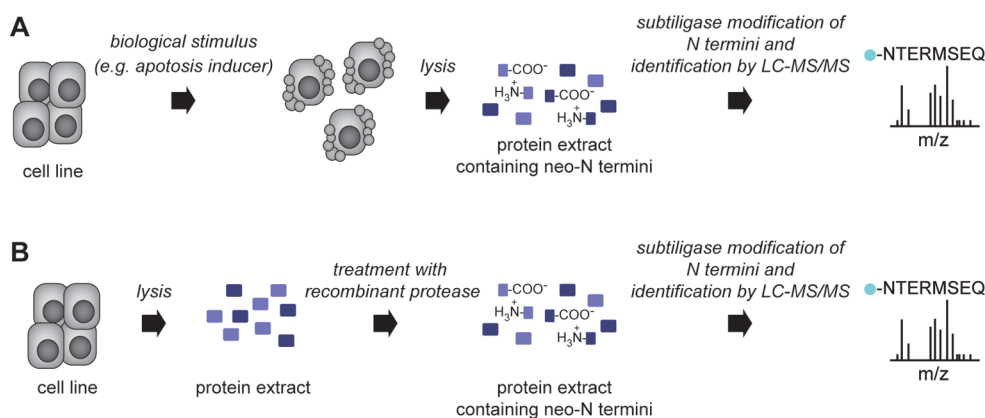 A
biological stimulus
(e.g. apotosis inducer)
lysis
subtiligase modification of
N termini and
identification by LC-MS/MS
-NTERMSEQ
-COO⁻
H₃N⁺-
-COO⁻
H₃N⁺-
cell line
protein extract
containing neo-N termini
m/z
B
lysis
treatment with
recombinant protease
subtiligase modification of
N termini and
identification by LC-MS/MS
-NTERMSEQ
-COO⁻
H₃N⁺-
-COO⁻
H₃N⁺-
cell line
protein extract
protein extract
containing neo-N termini
m/z